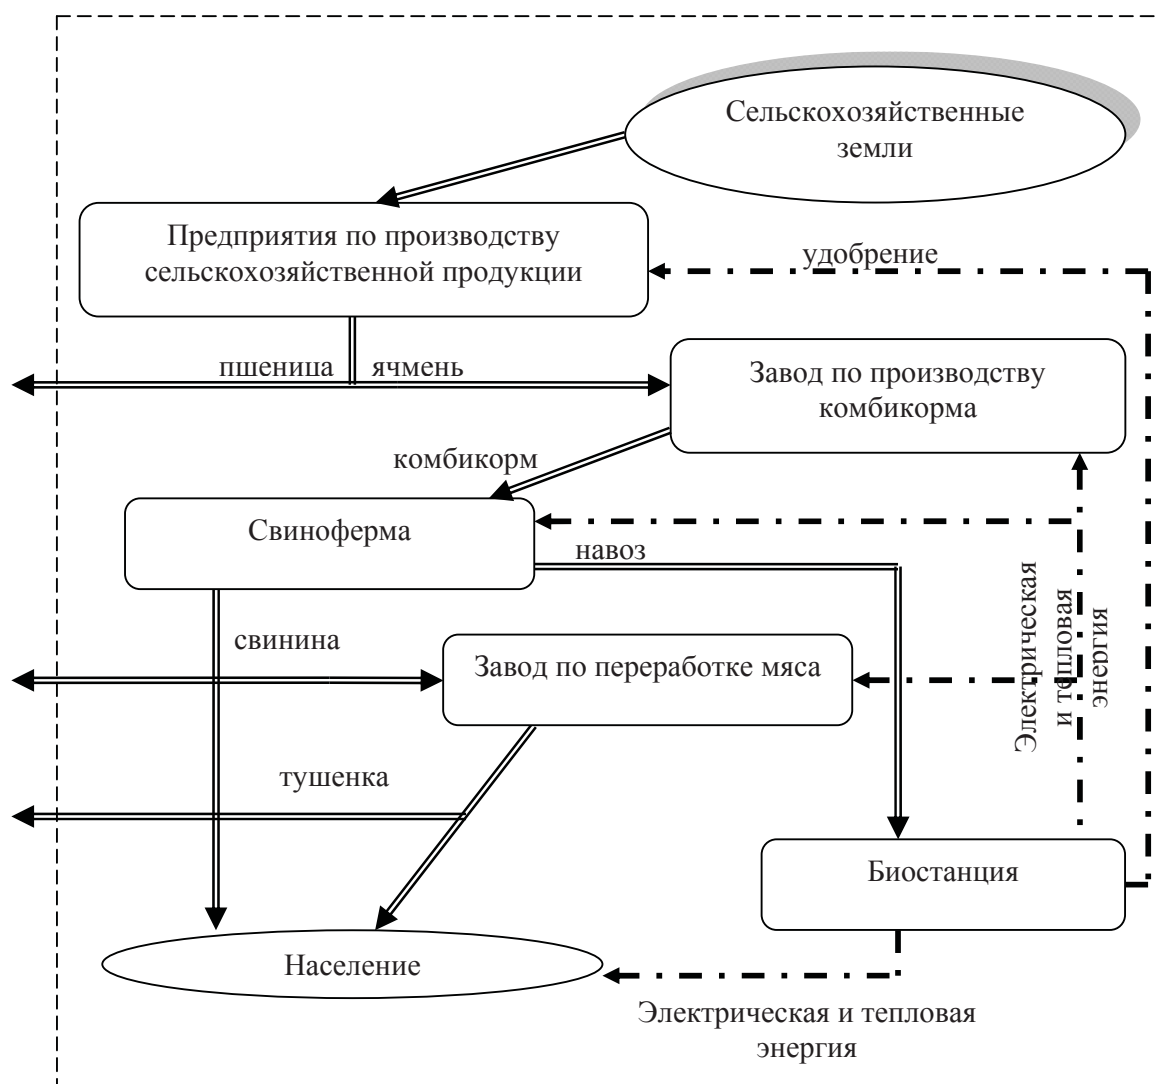 Сельскохозяйственные
земли
Предприятия по производству
сельскохозяйственной продукции
удобрение
пшеница
ячмень
Завод по производству
комбикорма
комбикорм
Свиноферма
навоз
Электрическая
и тепловая
энергия
свинина
Завод по переработке мяса
тушенка
Биостанция
Население
Электрическая и тепловая
энергия